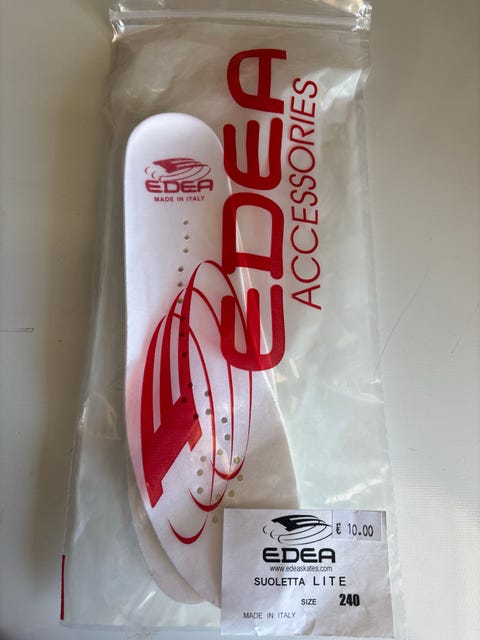 EDEA
ACCESSORIES
EDEA
MADE IN ITALY
€ 10.00
EDEA
www.edeaskates.com
SUOLETTA LITE
SIZE 240
MADE IN ITALY